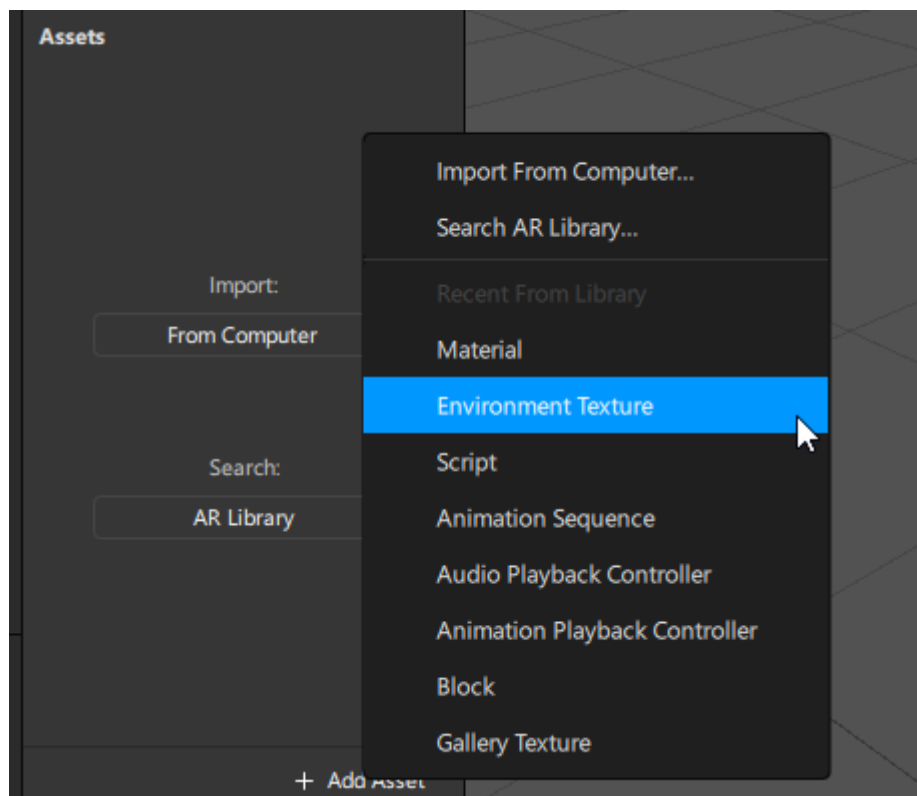 Assets
Import:
From Computer
Search:
AR Library
+ Add Asset
Import From Computer...
Search AR Library...
Recent From Library
Material
Environment Texture
Script
Animation Sequence
Audio Playback Controller
Animation Playback Controller
Block
Gallery Texture